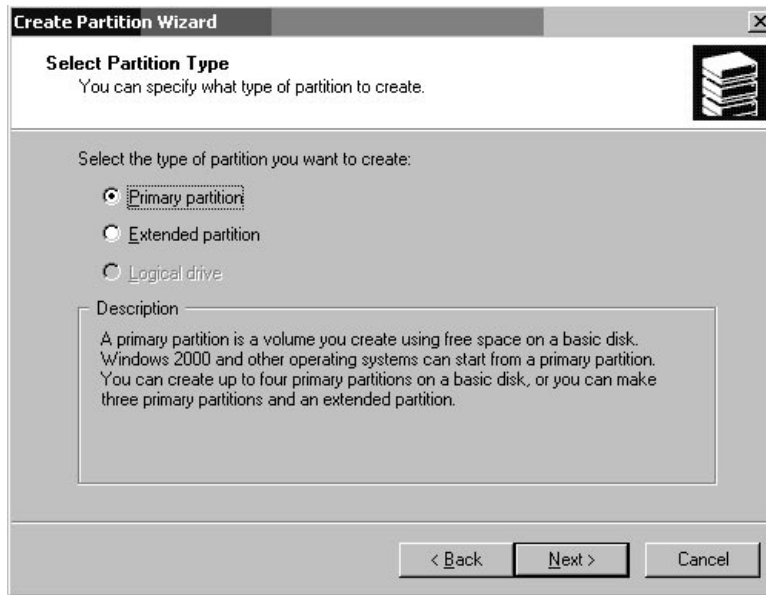 Create Partition Wizard
Select Partition Type
You can specify what type of partition to create.
Select the type of partition you want to create:
Primary partition
Extended partition
Logical drive
Description
A primary partition is a volume you create using free space on a basic disk.
Windows 2000 and other operating systems can start from a primary partition.
You can create up to four primary partitions on a basic disk, or you can make
three primary partitions and an extended partition.
< Back Next > Cancel